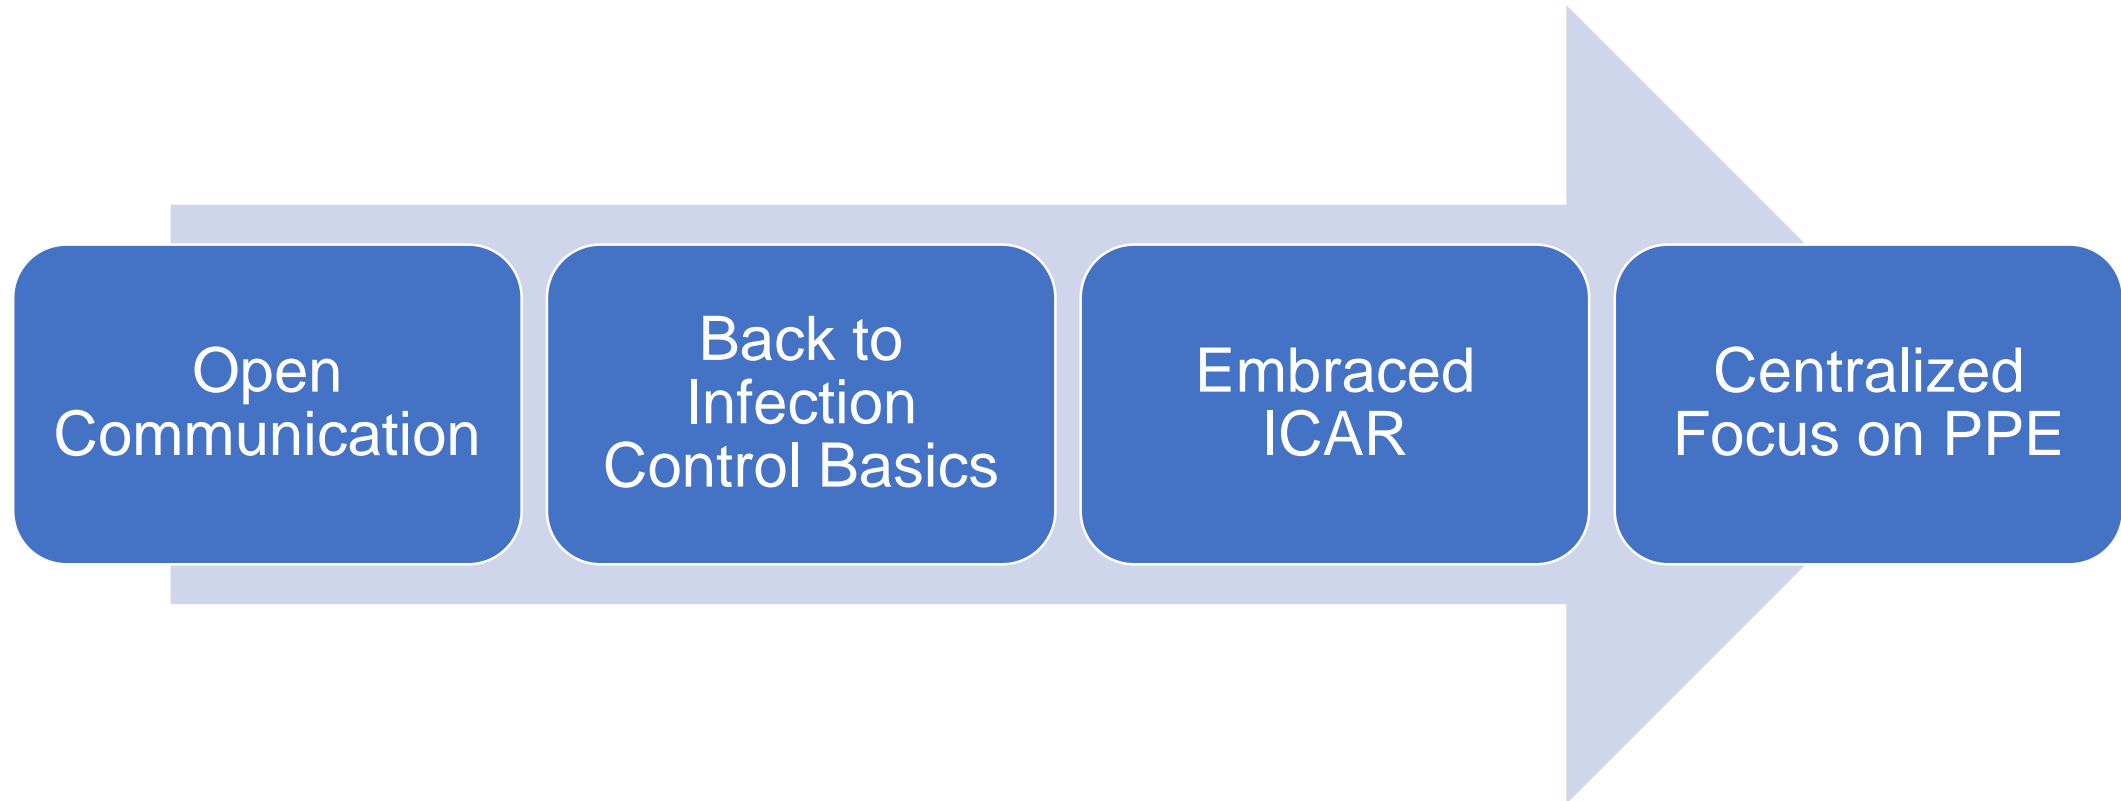 Open
Communication
Back to
Infection
Control Basics
Embraced
ICAR
Centralized
Focus on PPE